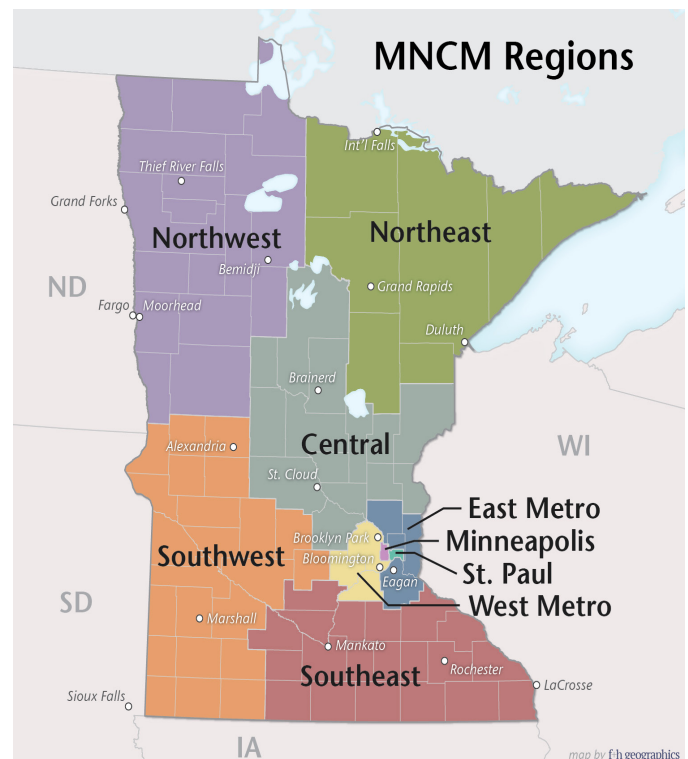 MNCM Regions
Int'l Falls
Thief River Falls
Grand Forks
Northwest
Northeast
Bemidji
ND
Grand Rapids
Fargo
Moorhead
Duluth
Brainerd
Central
WI
Alexandria
St. Cloud
East Metro
Brooklyn Park
Minneapolis
Southwest
Bloomington
St. Paul
Eagan
SD
West Metro
Marshall
Mankato
Rochester
Southeast
LaCrosse
Sioux Falls
IA
map by f·h geographics